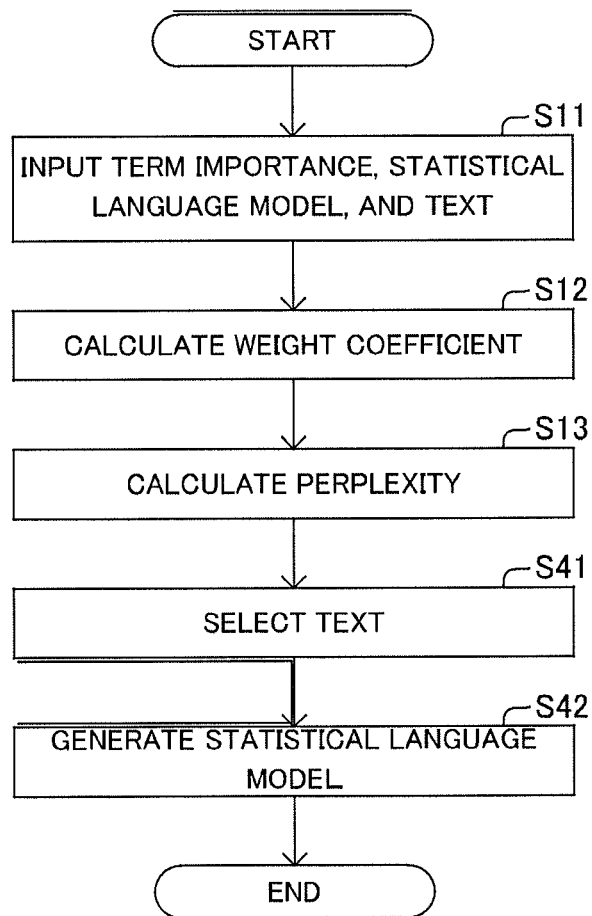 START
S11
INPUT TERM IMPORTANCE, STATISTICAL
LANGUAGE MODEL, AND TEXT
S12
CALCULATE WEIGHT COEFFICIENT
S13
CALCULATE PERPLEXITY
S41
SELECT TEXT
S42
GENERATE STATISTICAL LANGUAGE
MODEL
END